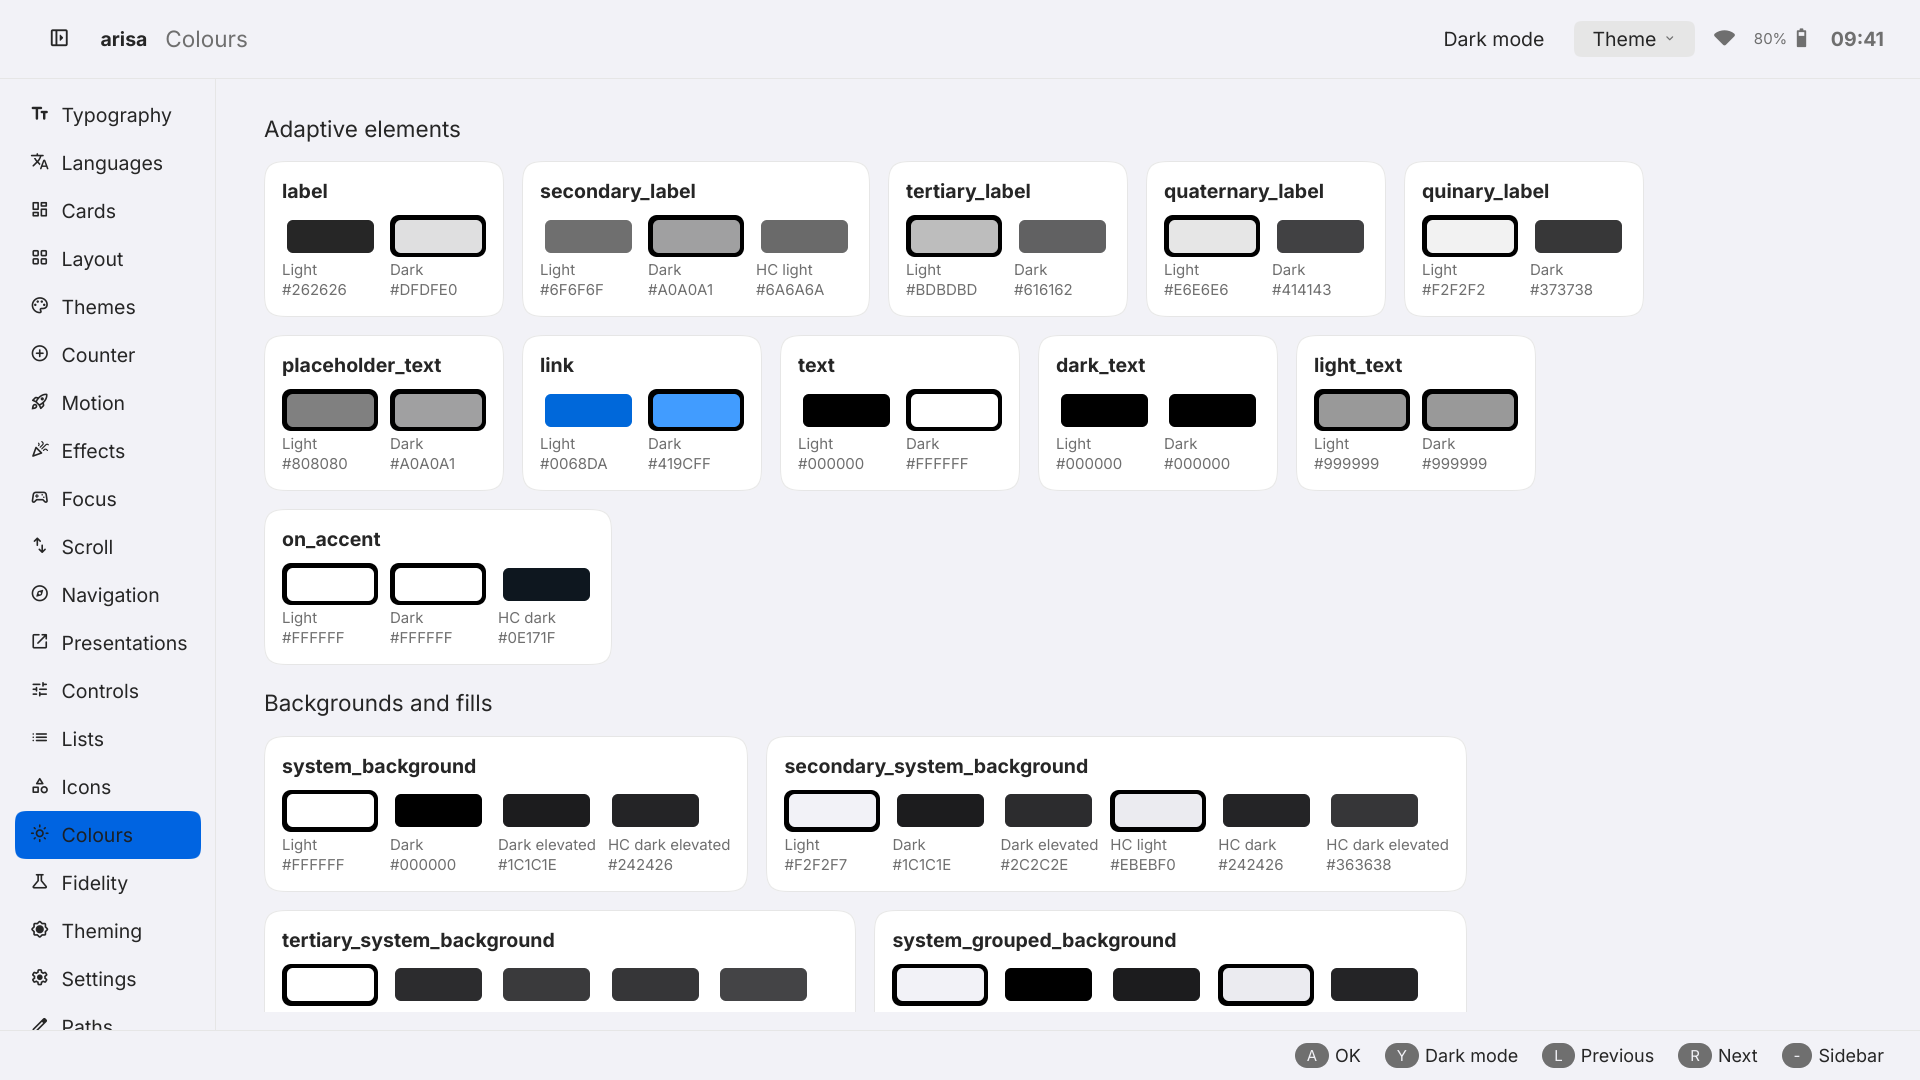 arisa Colours
Dark mode
Theme
80%
09:41
Typography
Languages
Cards
Layout
Themes
Counter
Motion
Effects
Focus
Scroll
Navigation
Presentations
Controls
Lists
Icons
Colours
Fidelity
Theming
Settings
Paths
Adaptive elements
label
Light Dark
#262626 #DFDFE0
secondary_label
Light Dark HC light
#6F6F6F #A0A0A1 #6A6A6A
tertiary_label
Light Dark
#BDBDBD #616162
quaternary_label
Light Dark
#E6E6E6 #414143
quinary_label
Light Dark
#F2F2F2 #373738
placeholder_text
Light Dark
#808080 #A0A0A1
link
Light Dark
#0068DA #419CFF
text
Light Dark
#000000 #FFFFFF
dark_text
Light Dark
#000000 #000000
light_text
Light Dark
#999999 #999999
on_accent
Light Dark HC dark
#FFFFFF #FFFFFF #0E171F
Backgrounds and fills
system_background
Light Dark Dark elevated HC dark elevated
#FFFFFF #000000 #1C1C1E #242426
secondary_system_background
Light Dark Dark elevated HC light HC dark HC dark elevated
#F2F2F7 #1C1C1E #2C2C2E #EBEBF0 #242426 #363638
tertiary_system_background
system_grouped_background
A OK Y Dark mode L Previous R Next - Sidebar